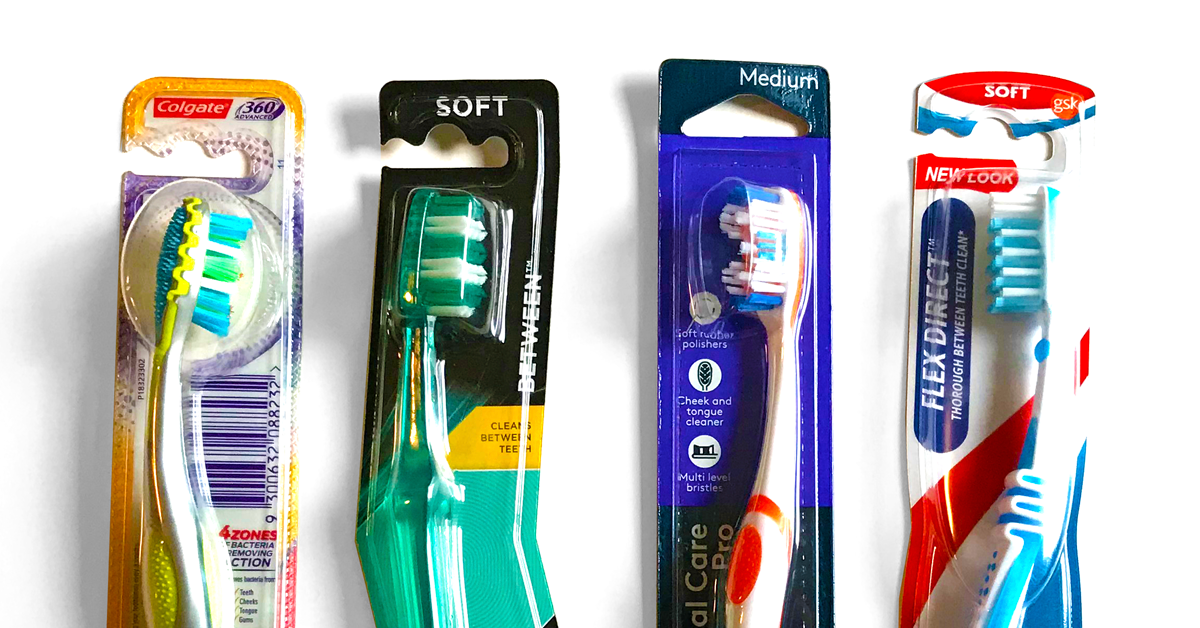 Colgate 360
ADVANCED
11
P18323302
9 300632 088232 >
4 ZONES
BACTERIA
REMOVING
ACTION
Teeth
Cheeks
Tongue
Gums
SOFT
BETWEEN™
CLEANS
BETWEEN
TEETH
Medium
Soft rubber
polishers
Cheek and
tongue
cleaner
Multi level
bristles
al Care
Pro
SOFT
gsk
NEW LOOK
FLEX DIRECT™
THOROUGH BETWEEN TEETH CLEAN*